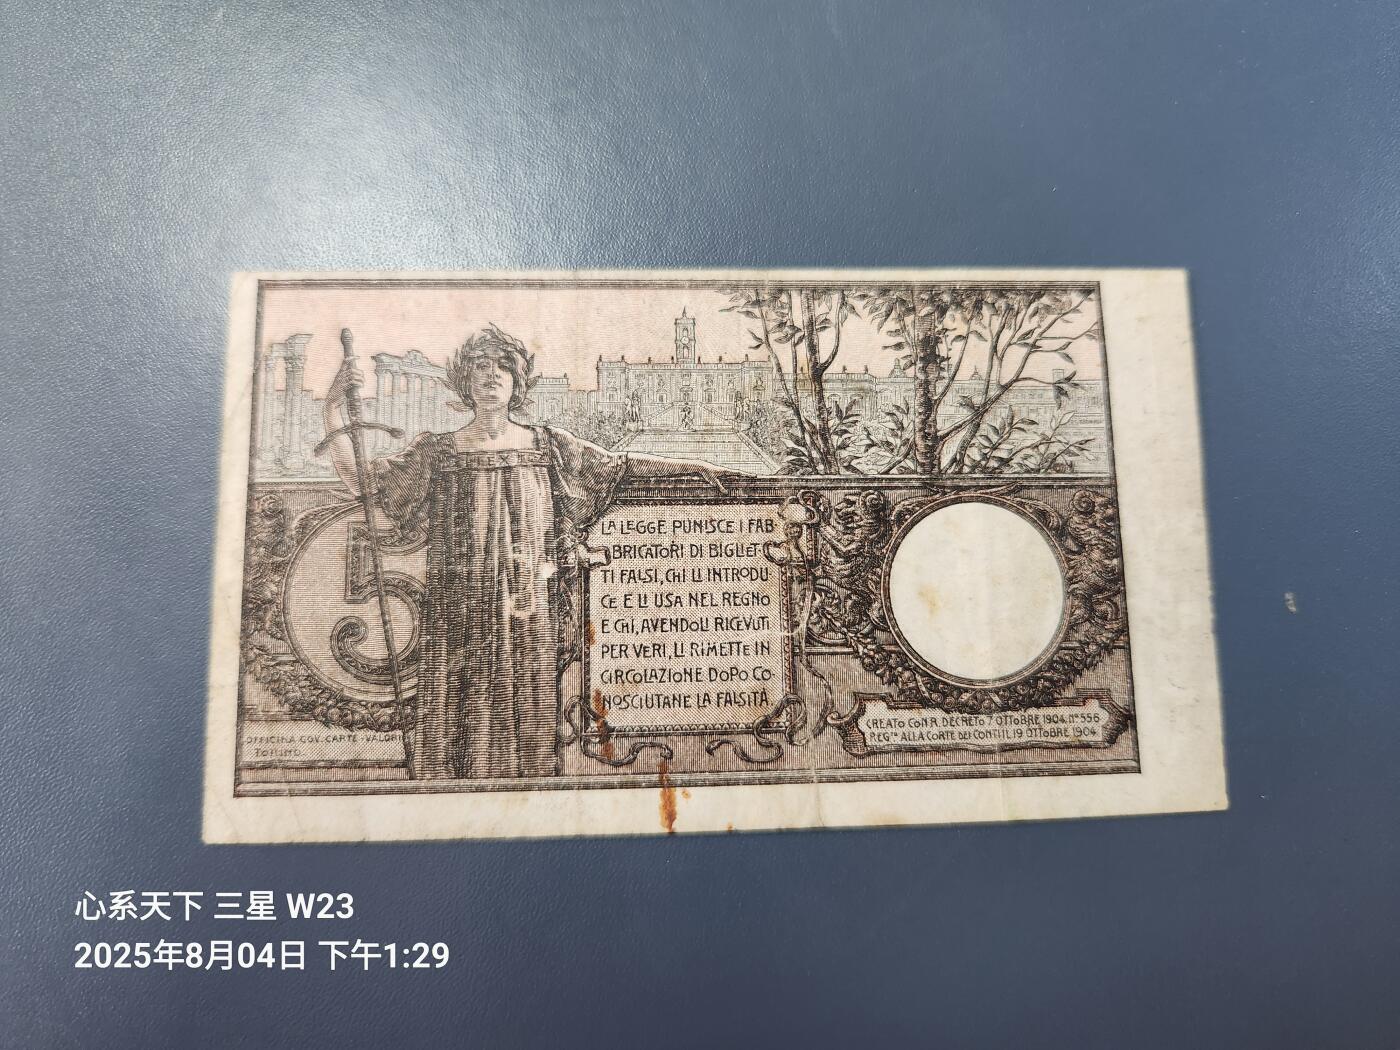 LA LEGGE PUNISCE I FAB-
BRICATORI DI BIGLIET-
TI FALSI, CHI LI INTRODU
CE E LI USA NEL REGNO
E CHI, AVENDOLI RICEVUTI
PER VERI, LI RIMETTE IN
CIRCOLAZIONE DOPO CO-
NOSCIUTANE LA FALSITÀ
5
OFFICINA GOV. CARTE-VALORI
TORINO
CREATO CON R. DECRETO 7 OTTOBRE 1904. N° 556
REG.TO ALLA CORTE DEI CONTI IL 19 OTTOBRE 1904
心系天下 三星 W23
2025年8月04日 下午1:29